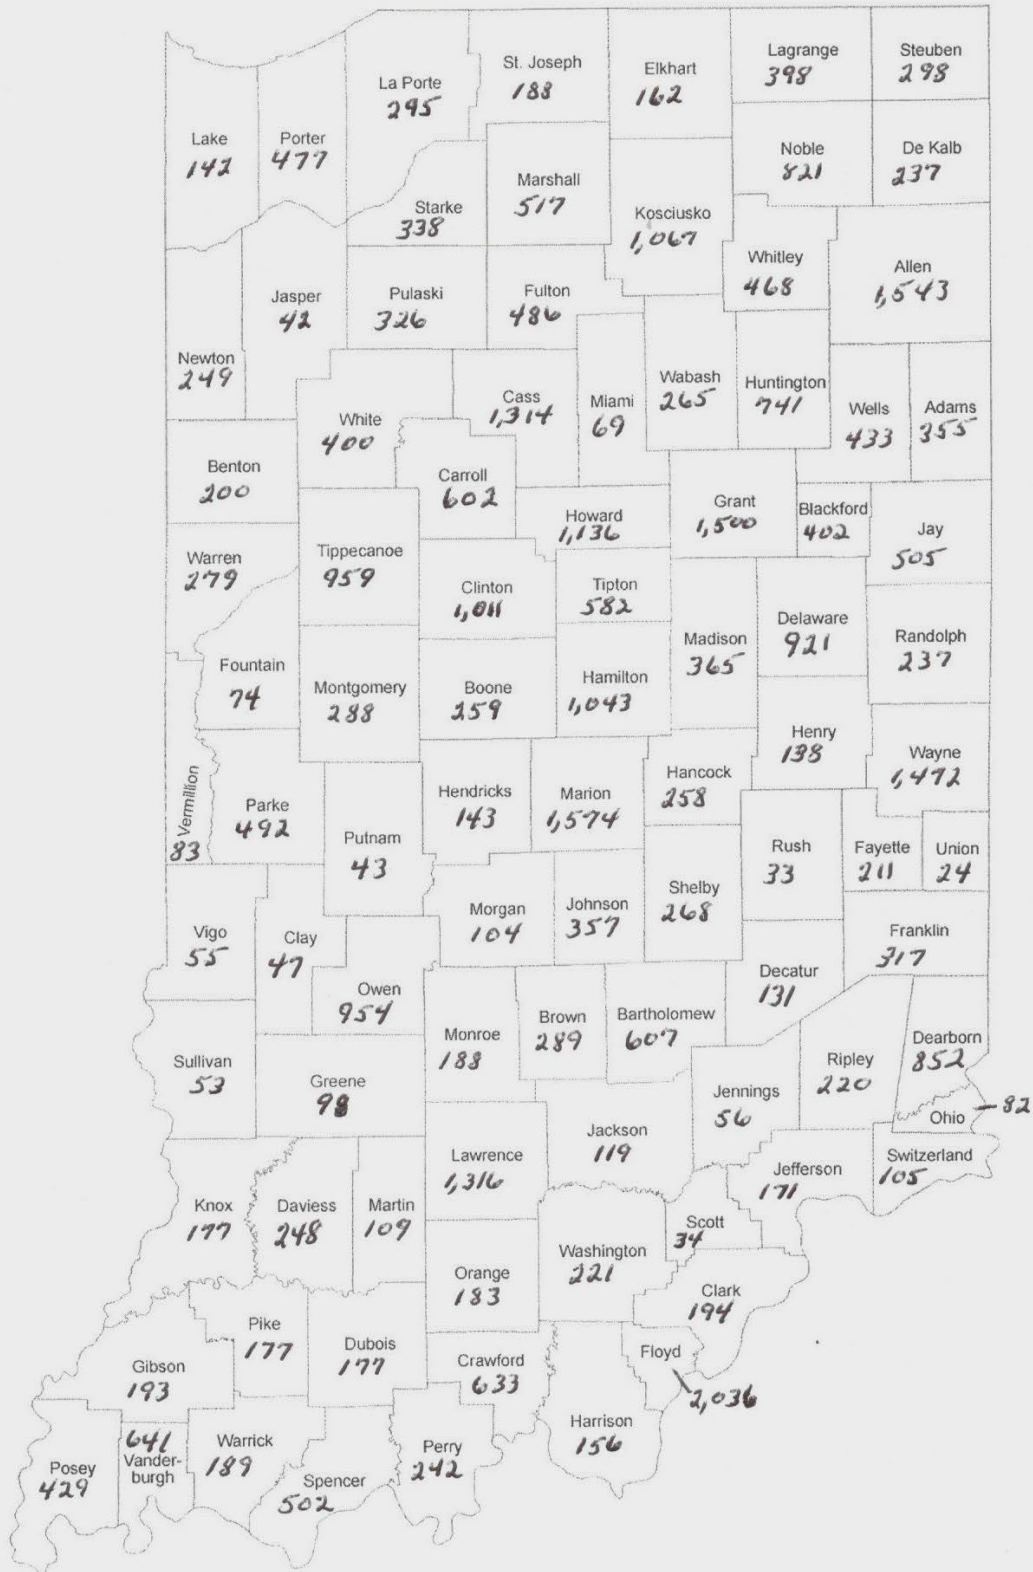 Lake
142
Porter
477
La Porte
295
St. Joseph
188
Elkhart
162
Lagrange
398
Steuben
298
Noble
821
De Kalb
237
Starke
338
Marshall
517
Kosciusko
1,067
Whitley
468
Allen
1,543
Newton
249
Jasper
42
Pulaski
326
Fulton
486
White
400
Cass
1,314
Miami
69
Wabash
265
Huntington
741
Wells
433
Adams
355
Benton
200
Carroll
602
Howard
1,136
Grant
1,500
Blackford
402
Jay
505
Warren
279
Tippecanoe
959
Clinton
1,011
Tipton
582
Madison
365
Delaware
921
Randolph
237
Fountain
74
Montgomery
288
Boone
259
Hamilton
1,043
Henry
138
Wayne
1,472
Vermillion
83
Parke
492
Putnam
43
Hendricks
143
Marion
1,574
Hancock
258
Rush
33
Fayette
211
Union
24
Vigo
55
Clay
47
Owen
954
Morgan
104
Johnson
357
Shelby
268
Decatur
131
Franklin
317
Sullivan
53
Greene
98
Monroe
188
Brown
289
Bartholomew
607
Jennings
56
Ripley
220
Dearborn
852
Ohio
82
Knox
177
Daviess
248
Martin
109
Lawrence
1,316
Jackson
119
Jefferson
171
Switzerland
105
Scott
34
Orange
183
Washington
221
Clark
194
Gibson
193
Pike
177
Dubois
177
Crawford
633
Floyd
2,036
Harrison
156
Posey
429
641
Vander-
burgh
Warrick
189
Spencer
502
Perry
242